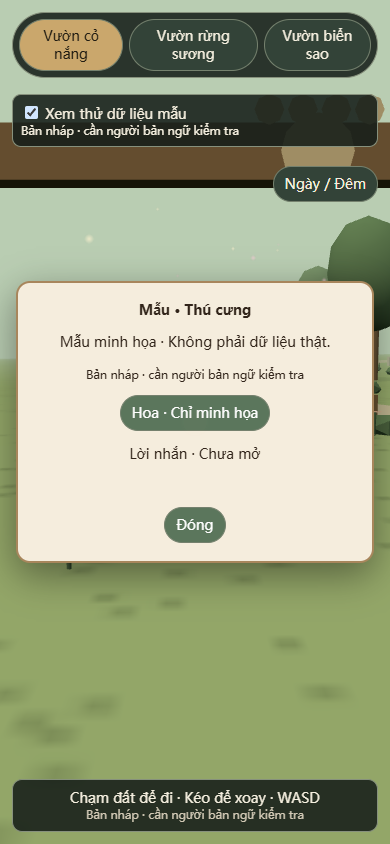 Vườn cỏ
nắng
Vườn rừng
sương
Vườn biển
sao
Xem thử dữ liệu mẫu
Bản nháp · cần người bản ngữ kiểm tra
Ngày / Đêm
Mẫu • Thú cưng
Mẫu minh họa · Không phải dữ liệu thật.
Bản nháp · cần người bản ngữ kiểm tra
Hoa · Chỉ minh họa
Lời nhắn · Chưa mở
Đóng
Chạm đất để đi · Kéo để xoay · WASD
Bản nháp · cần người bản ngữ kiểm tra